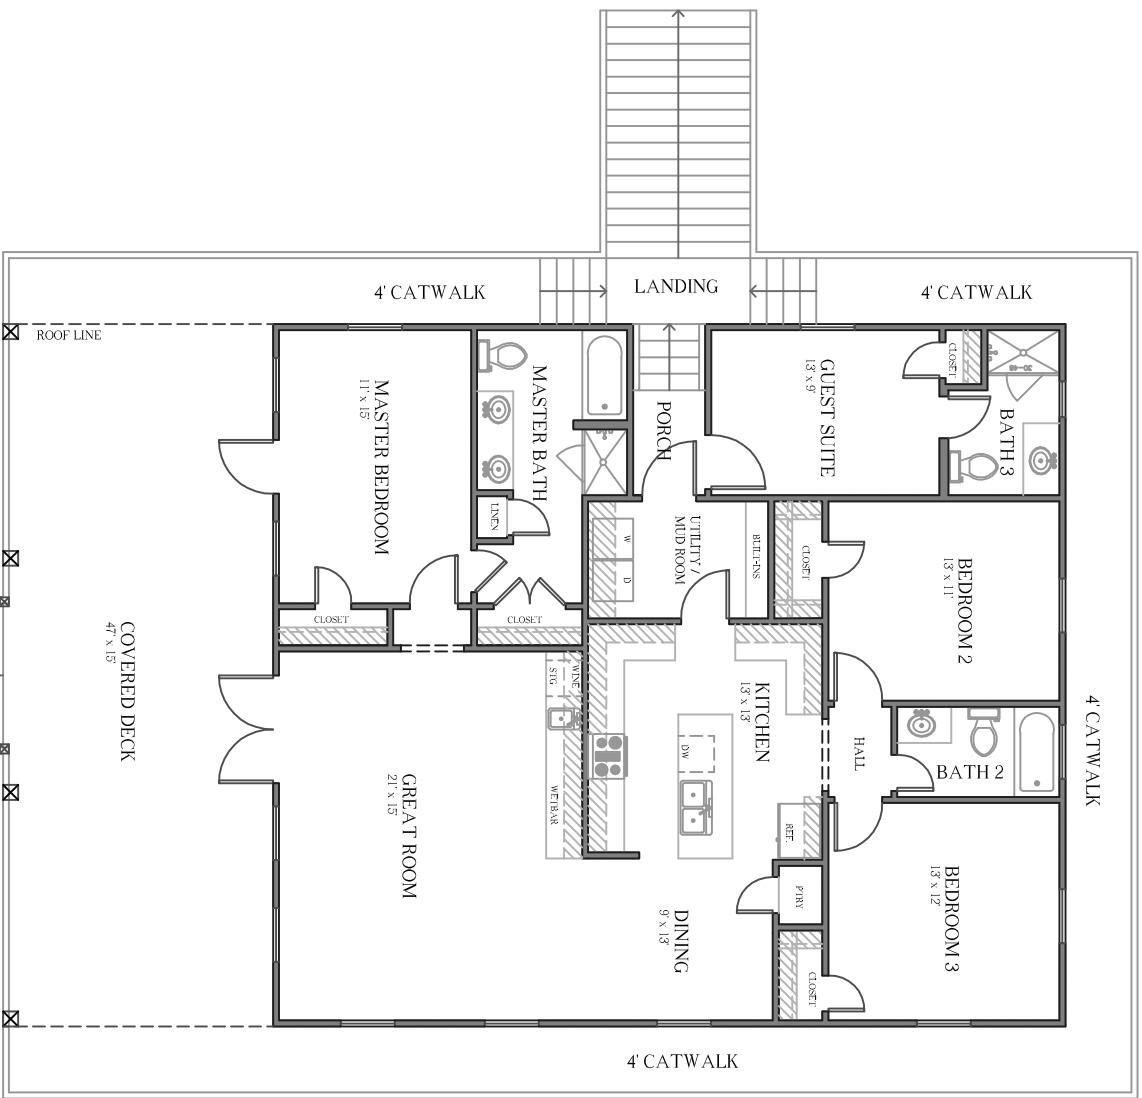 LANDING
4' CATWALK
4' CATWALK
ROOF LINE
MASTER BEDROOM
11' x 15'
MASTER BATH
LINEN
CLOSET
CLOSET
PORCH
GUEST SUITE
13' x 9'
CLOSET
BATH 3
UTILITY /
MUD ROOM
W
D
BUILT-INS
CLOSET
BEDROOM 2
13' x 11'
COVERED DECK
47' x 15'
GREAT ROOM
21' x 15'
WINE
STG
WETBAR
KITCHEN
13' x 13'
DW
REF.
HALL
BATH 2
4' CATWALK
PTRY
DINING
9' x 13'
CLOSET
BEDROOM 3
13' x 12'
4' CATWALK